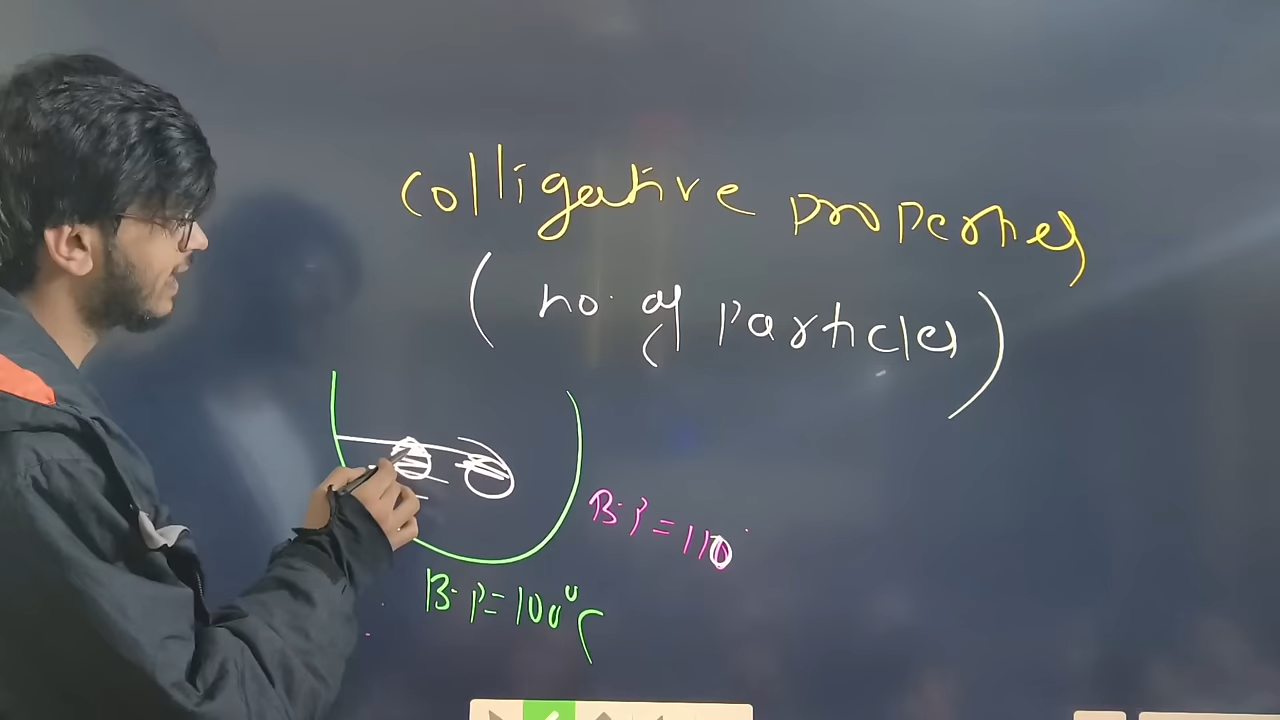 colligative properties
(no. of particles)
B.P = 110
B.P = 100°C